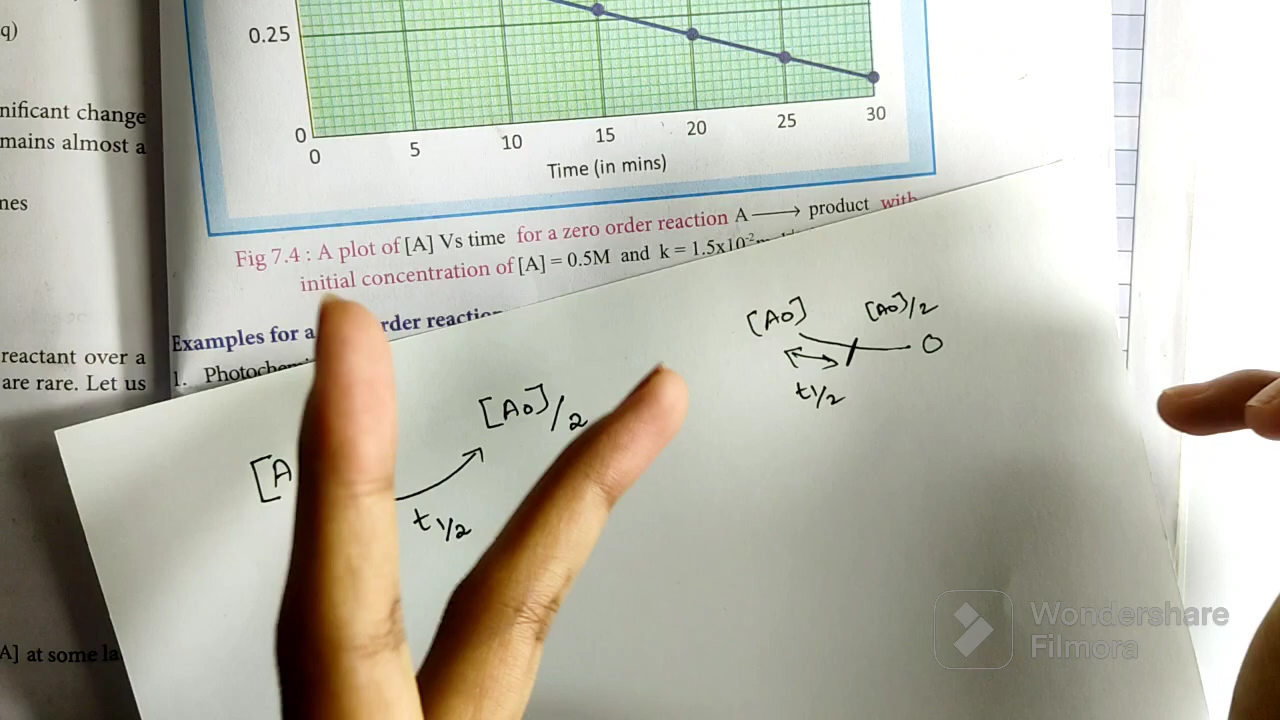 q)
nificant change
mains almost a
nes
reactant over a
are rare. Let us
A] at some la
0.25
0
0 5 10 15 20 25 30
Time (in mins)
Fig 7.4 : A plot of [A] Vs time for a zero order reaction A ⟶ product with
initial concentration of [A] = 0.5M and k = 1.5x10⁻²
Examples for a rder reactio
1. Photochemi
[A0] [A0]/2
0
t1/2
[A0]/2
[A
t1/2
Wondershare
Filmora